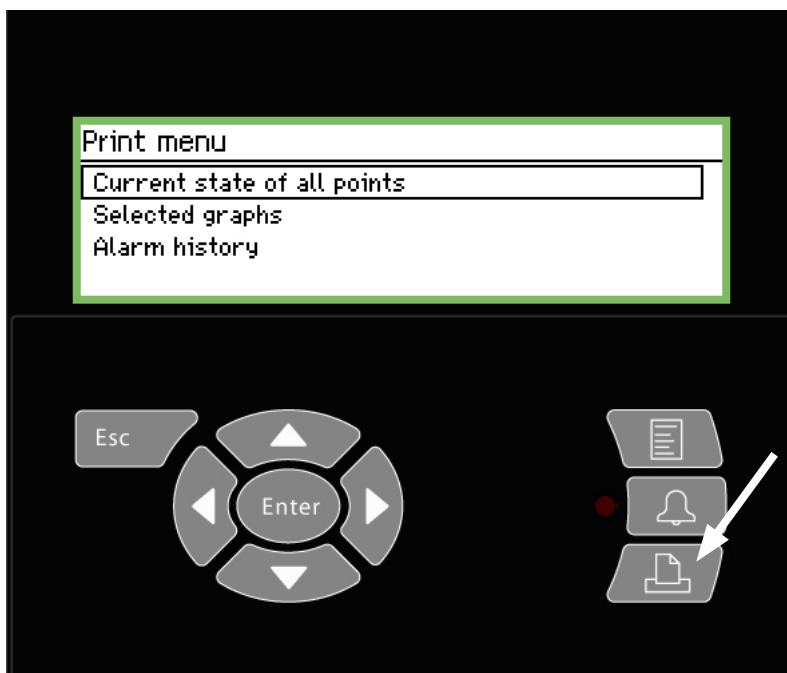 Print menu
Current state of all points
Selected graphs
Alarm history
Esc
Enter